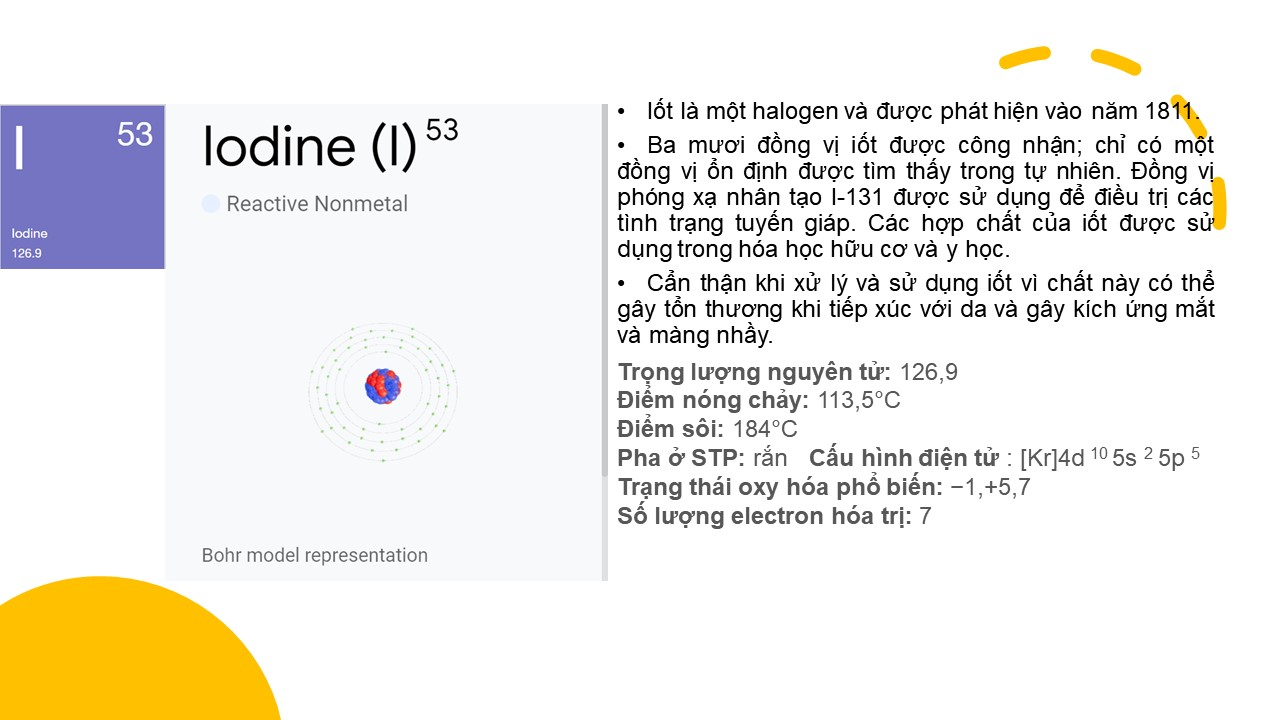 I
53
Iodine
126.9
Iodine (I) 53
Reactive Nonmetal
Bohr model representation
• Iốt là một halogen và được phát hiện vào năm 1811.
• Ba mươi đồng vị iốt được công nhận; chỉ có một
đồng vị ổn định được tìm thấy trong tự nhiên. Đồng vị
phóng xạ nhân tạo I-131 được sử dụng để điều trị các
tình trạng tuyến giáp. Các hợp chất của iốt được sử
dụng trong hóa học hữu cơ và y học.
• Cẩn thận khi xử lý và sử dụng iốt vì chất này có thể
gây tổn thương khi tiếp xúc với da và gây kích ứng mắt
và màng nhầy.
Trọng lượng nguyên tử: 126,9
Điểm nóng chảy: 113,5°C
Điểm sôi: 184°C
Pha ở STP: rắn Cấu hình điện tử : [Kr]4d 10 5s 2 5p 5
Trạng thái oxy hóa phổ biến: −1,+5,7
Số lượng electron hóa trị: 7